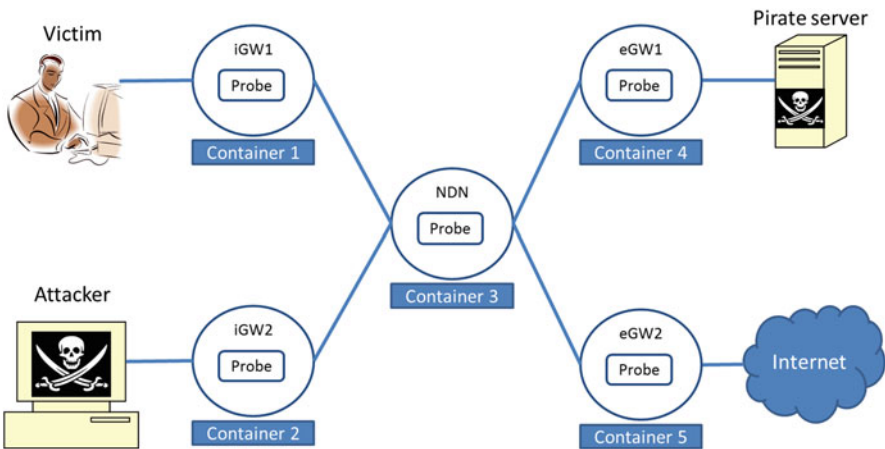 Victim
iGW1
Probe
Container 1
eGW1
Probe
Container 4
Pirate server
NDN
Probe
Container 3
Attacker
iGW2
Probe
Container 2
eGW2
Probe
Container 5
Internet